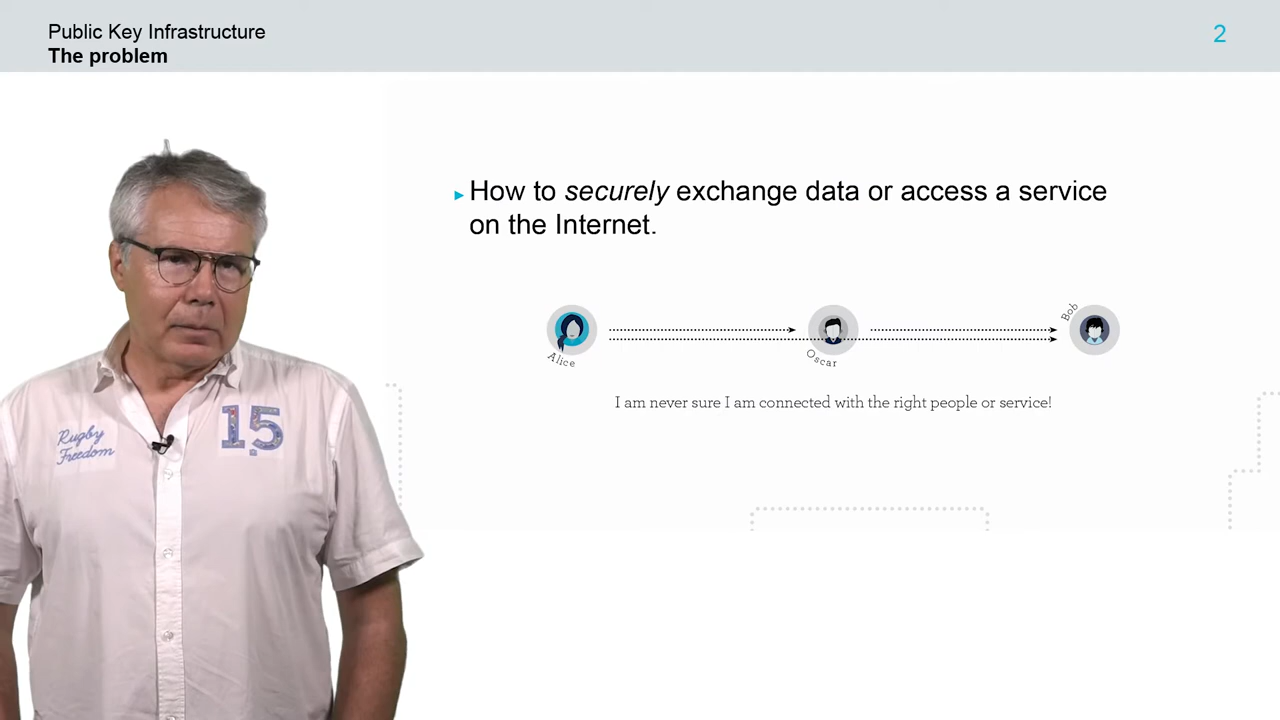 Public Key Infrastructure
The problem
2
▸ How to securely exchange data or access a service
on the Internet.
Alice
Oscar
Bob
I am never sure I am connected with the right people or service!
Rugby
Freedom
15